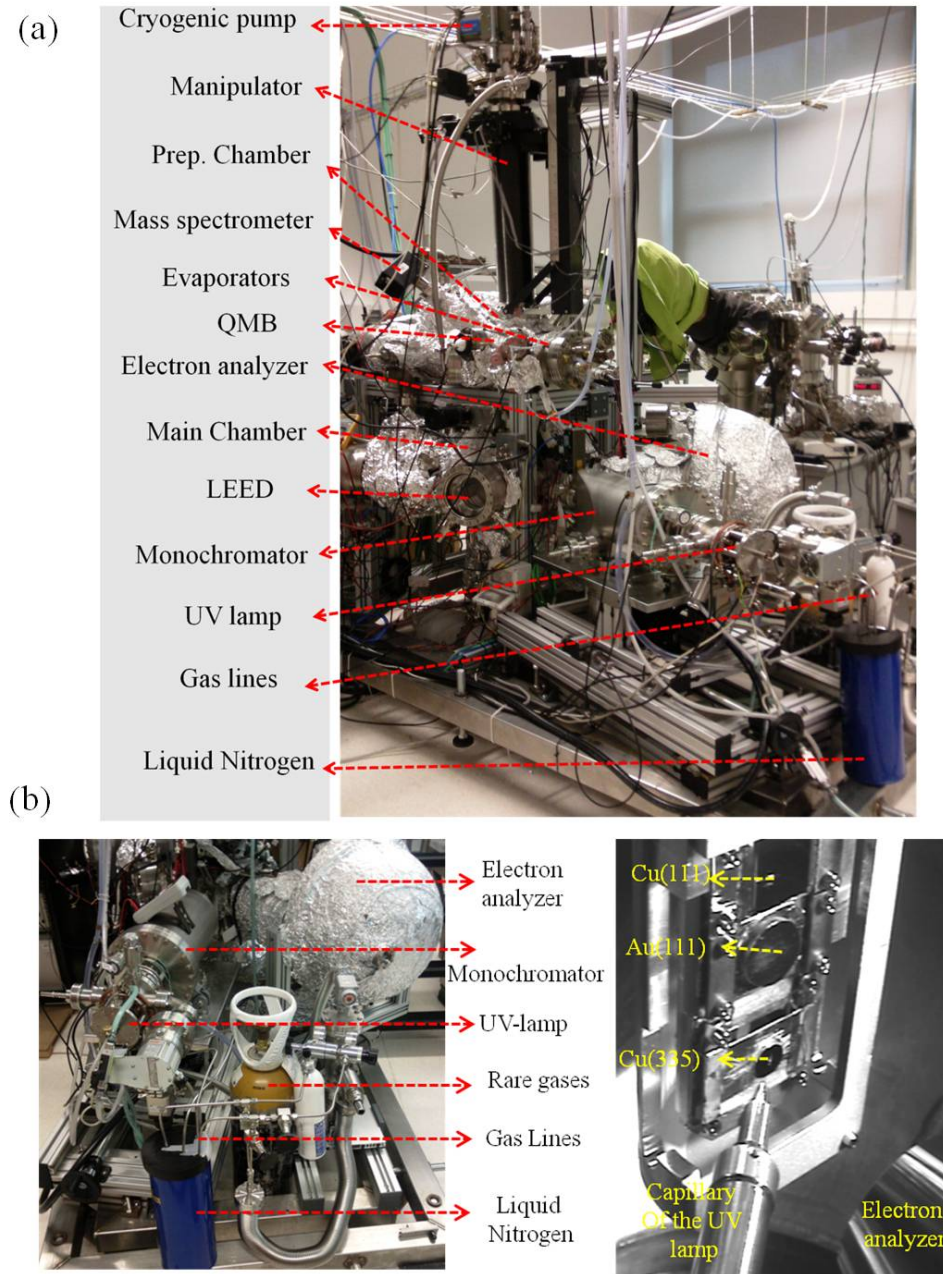 (a)
Cryogenic pump
Manipulator
Prep. Chamber
Mass spectrometer
Evaporators
QMB
Electron analyzer
Main Chamber
LEED
Monochromator
UV lamp
Gas lines
Liquid Nitrogen
(b)
Electron
analyzer
Monochromator
UV-lamp
Rare gases
Gas Lines
Liquid
Nitrogen
Cu(111)
Au(111)
Cu(335)
Capillary
Of the UV
lamp
Electron
analyzer